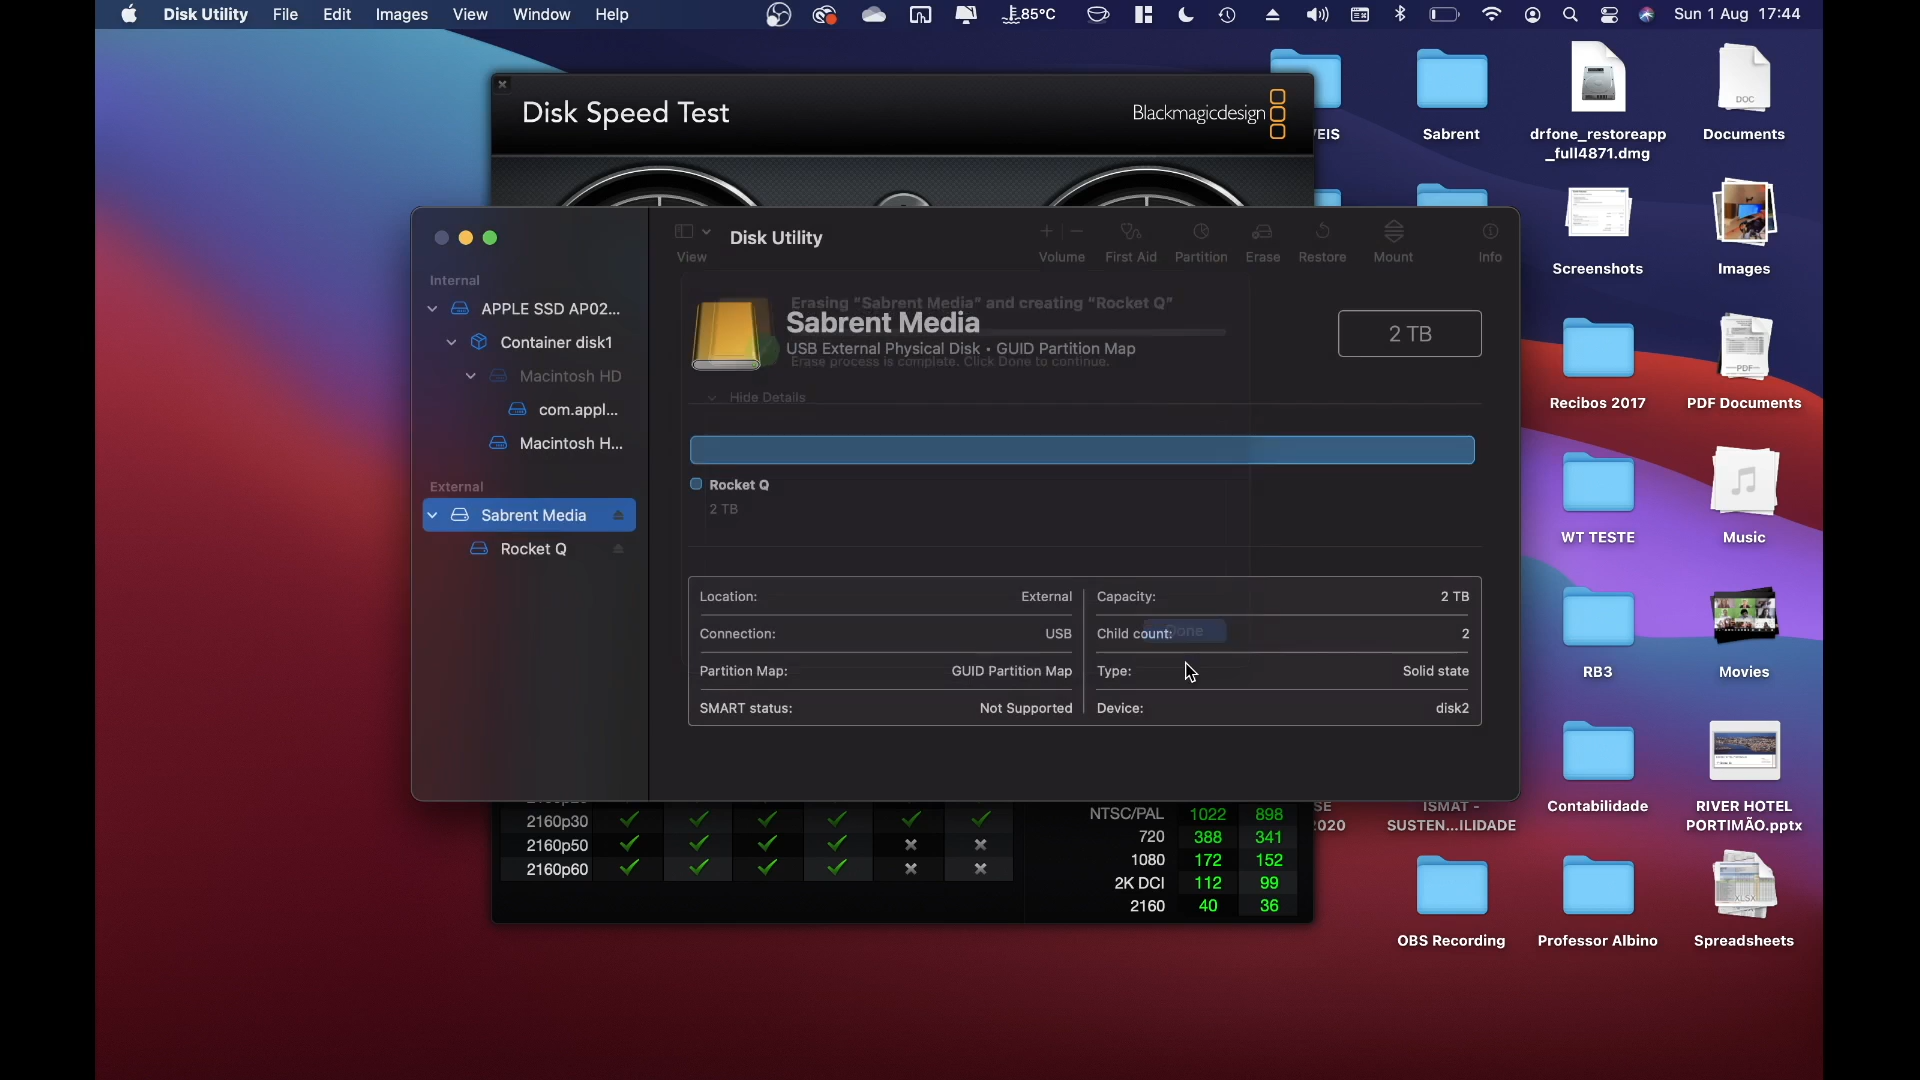 Disk Utility File Edit Images View Window Help 85°C Sun 1 Aug 17:44
Disk Speed Test
Blackmagicdesign
Disk Utility
View
Volume First Aid Partition Erase Restore Mount Info
Internal
APPLE SSD AP02...
Container disk1
Macintosh HD
com.appl...
Macintosh H...
External
Sabrent Media
Rocket Q
Erasing "Sabrent Media" and creating "Rocket Q"
Sabrent Media
USB External Physical Disk • GUID Partition Map
Erase process is complete. Click Done to continue.
Hide Details
2 TB
Rocket Q
2 TB
Location: External
Connection: USB
Partition Map: GUID Partition Map
SMART status: Not Supported
Capacity: 2 TB
Child count: 2
Done
Type: Solid state
Device: disk2
2160p30
2160p50
2160p60
NTSC/PAL 1022 898
720 388 341
1080 172 152
2K DCI 112 99
2160 40 36
Sabrent
drfone_restoreapp
_full4871.dmg
DOC
Documents
Screenshots
Images
Recibos 2017
PDF
PDF Documents
WT TESTE
Music
RB3
Movies
ISMAT -
SUSTEN...ILIDADE
Contabilidade
RIVER HOTEL
PORTIMÃO.pptx
OBS Recording
Professor Albino
XLSX
Spreadsheets